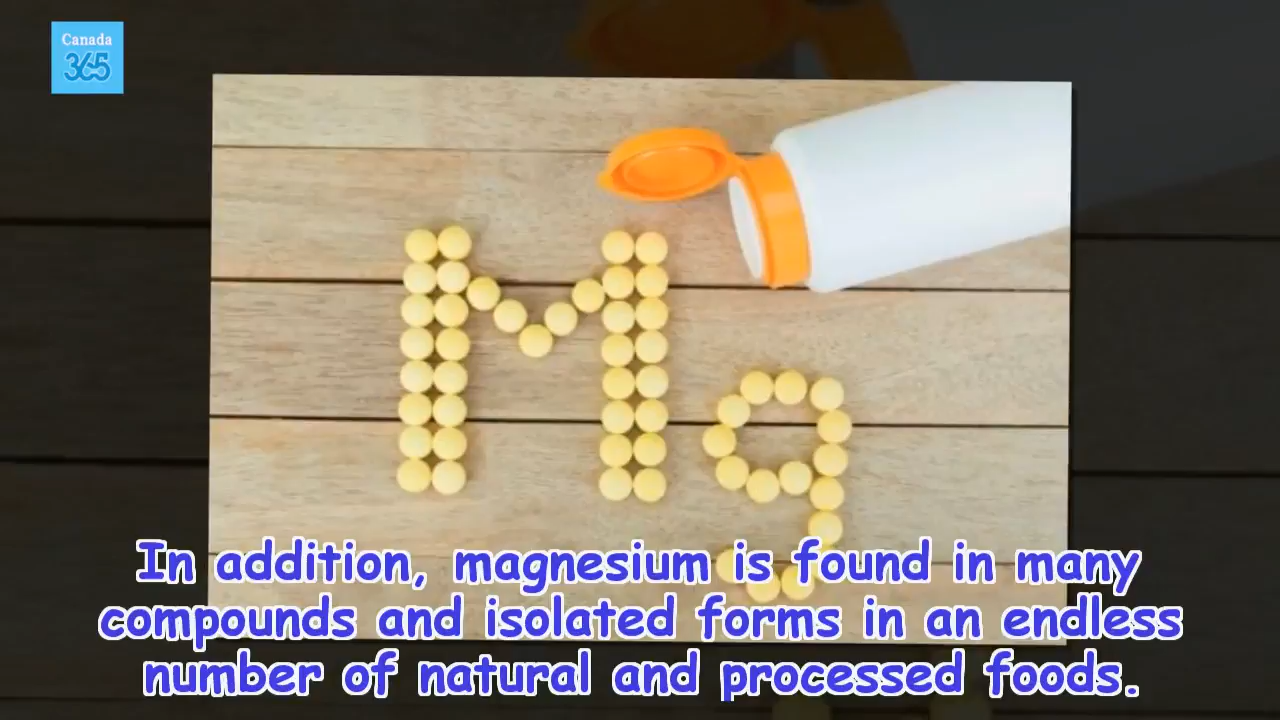 Canada
365
Mg
In addition, magnesium is found in many
compounds and isolated forms in an endless
number of natural and processed foods.